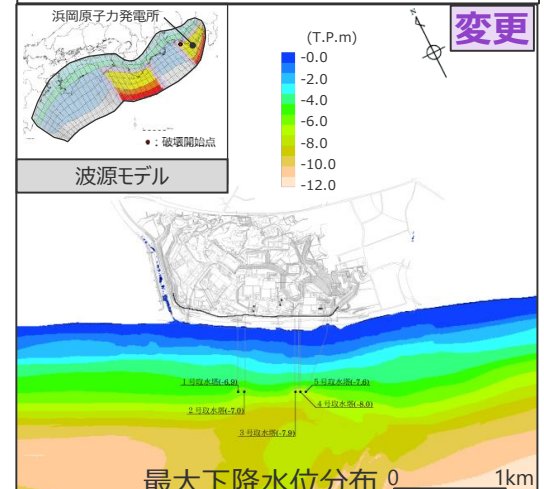 浜岡原子力発電所
●：破壊開始点
波源モデル
(T.P.m)
-0.0
-2.0
-4.0
-6.0
-8.0
-10.0
-12.0
N
変更
1号取水塔(-6.9)
2号取水塔(-7.0)
3号取水塔(-7.9)
5号取水塔(-7.6)
4号取水塔(-8.0)
最大下降水位分布
0 1km